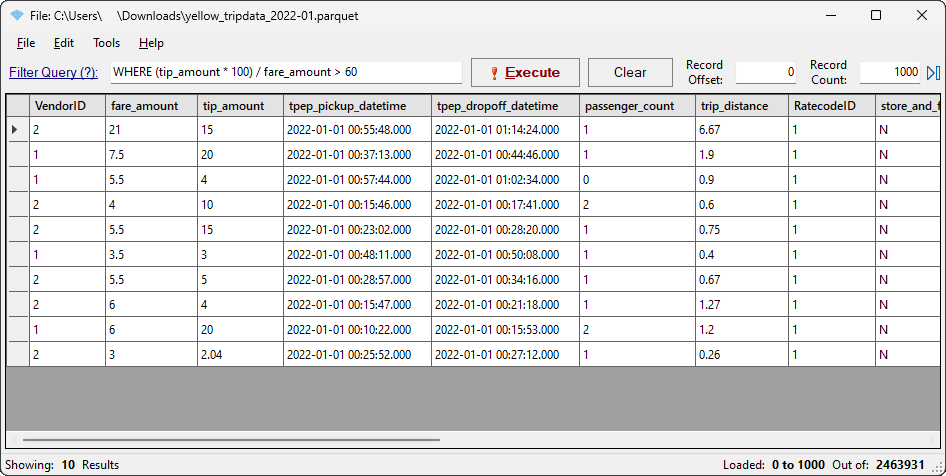 File: C:\Users\ \Downloads\yellow_tripdata_2022-01.parquet
File Edit Tools Help
Filter Query (?): WHERE (tip_amount * 100) / fare_amount > 60 Execute Clear Record Offset: 0 Record Count: 1000
VendorID fare_amount tip_amount tpep_pickup_datetime tpep_dropoff_datetime passenger_count trip_distance RatecodeID store_and_f
2 21 15 2022-01-01 00:55:48.000 2022-01-01 01:14:24.000 1 6.67 1 N
1 7.5 20 2022-01-01 00:37:13.000 2022-01-01 00:44:46.000 1 1.9 1 N
1 5.5 4 2022-01-01 00:57:44.000 2022-01-01 01:02:34.000 0 0.9 1 N
2 4 10 2022-01-01 00:15:46.000 2022-01-01 00:17:41.000 2 0.6 1 N
2 5.5 15 2022-01-01 00:23:02.000 2022-01-01 00:28:20.000 1 0.75 1 N
1 3.5 3 2022-01-01 00:48:11.000 2022-01-01 00:50:08.000 1 0.4 1 N
2 5.5 5 2022-01-01 00:28:57.000 2022-01-01 00:34:16.000 1 0.67 1 N
2 6 4 2022-01-01 00:15:47.000 2022-01-01 00:21:18.000 1 1.27 1 N
1 6 20 2022-01-01 00:10:22.000 2022-01-01 00:15:53.000 2 1.2 1 N
2 3 2.04 2022-01-01 00:25:52.000 2022-01-01 00:27:12.000 1 0.26 1 N
Showing: 10 Results Loaded: 0 to 1000 Out of: 2463931